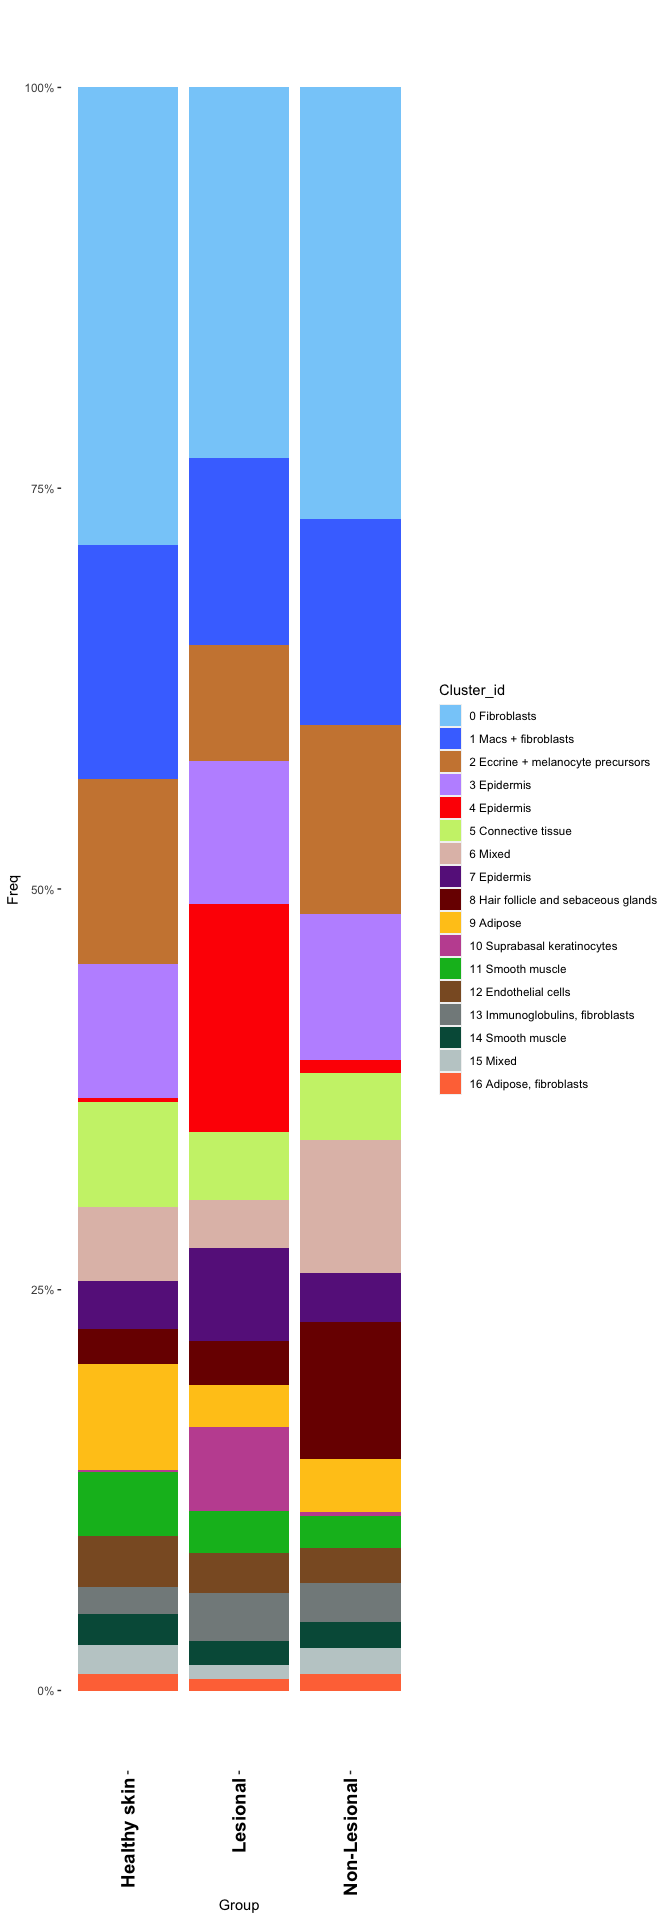 100%
75%
50%
25%
0%
Freq
Healthy skin
Lesional
Non-Lesional
Group
Cluster_id
0 Fibroblasts
1 Macs + fibroblasts
2 Eccrine + melanocyte precursors
3 Epidermis
4 Epidermis
5 Connective tissue
6 Mixed
7 Epidermis
8 Hair follicle and sebaceous glands
9 Adipose
10 Suprabasal keratinocytes
11 Smooth muscle
12 Endothelial cells
13 Immunoglobulins, fibroblasts
14 Smooth muscle
15 Mixed
16 Adipose, fibroblasts